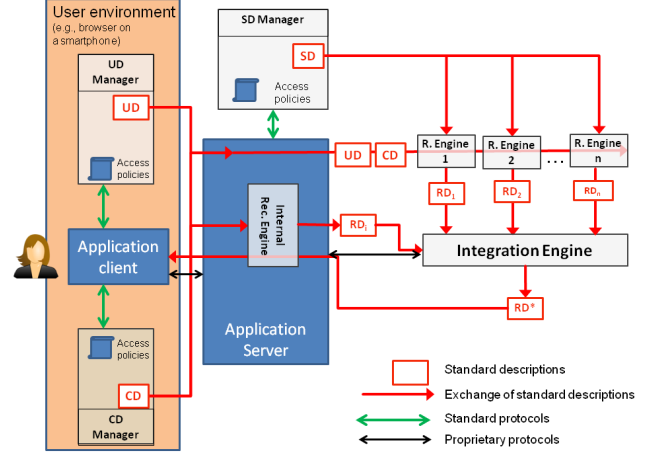 User environment
(e.g., browser on
a smartphone)
UD
Manager
UD
Access
policies
Application
client
Access
policies
CD
CD
Manager
SD Manager
SD
Access
policies
Internal
Rec. Engine
Application
Server
UD
CD
R. Engine
1
R. Engine
2
...
R. Engine
n
RD1
RD2
RDn
RDi
Integration Engine
RD*
Standard descriptions
Exchange of standard descriptions
Standard protocols
Proprietary protocols